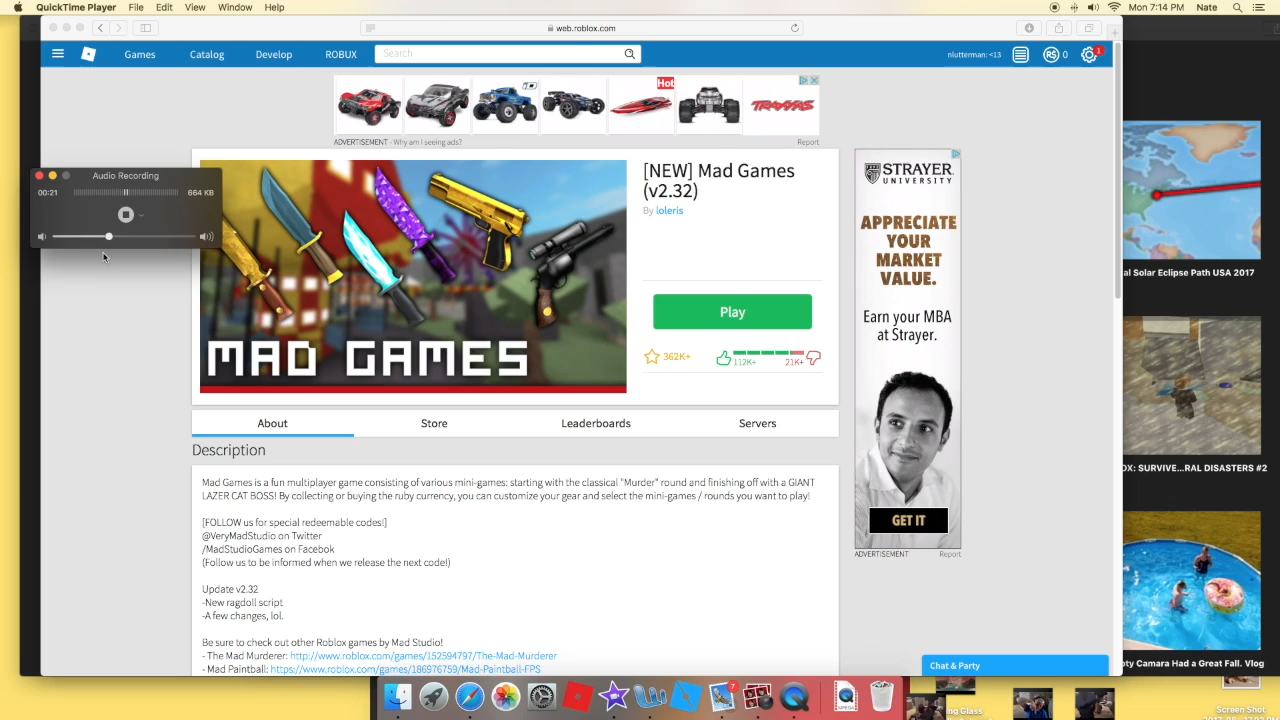 QuickTime Player File Edit View Window Help
Mon 7:14 PM Nate
web.roblox.com
Games Catalog Develop ROBUX Search
nlutterman: <13
0
1
Hot
TRAXXAS
ADVERTISEMENT - Why am I seeing ads?
Report
Audio Recording
00:21
664 KB
MAD GAMES
[NEW] Mad Games
(v2.32)
By loleris
Play
362K+
112K+
21K+
STRAYER
UNIVERSITY
APPRECIATE
YOUR
MARKET
VALUE.
Earn your MBA
at Strayer.
GET IT
ADVERTISEMENT
Report
About Store Leaderboards Servers
Description
Mad Games is a fun multiplayer game consisting of various mini-games: starting with the classical "Murder" round and finishing off with a GIANT
LAZER CAT BOSS! By collecting or buying the ruby currency, you can customize your gear and select the mini-games / rounds you want to play!
[FOLLOW us for special redeemable codes!]
@VeryMadStudio on Twitter
/MadStudioGames on Facebok
(Follow us to be informed when we release the next code!)
Update v2.32
-New ragdoll script
-A few changes, lol.
Be sure to check out other Roblox games by Mad Studio!
- The Mad Murderer: http://www.roblox.com/games/152594797/The-Mad-Murderer
- Mad Paintball: https://www.roblox.com/games/186976759/Mad-Paintball-FPS
Chat & Party
al Solar Eclipse Path USA 2017
OX: SURVIVE...RAL DISASTERS #2
pty Camara Had a Great Fall. Vlog
7
ing Glass
Screen Shot